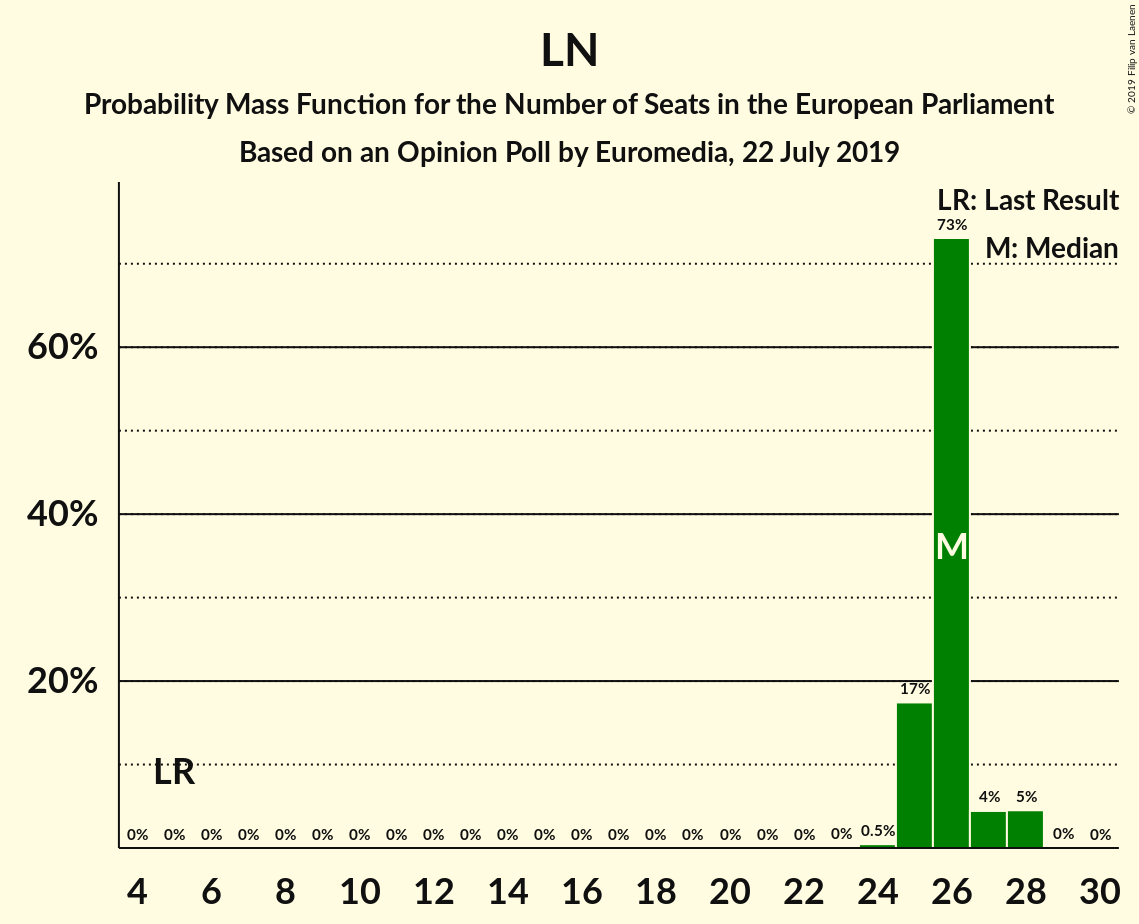 LN
Probability Mass Function for the Number of Seats in the European Parliament
Based on an Opinion Poll by Euromedia, 22 July 2019
© 2019 Filip van Laenen
LR: Last Result
M: Median
73%
60%
40%
M
20%
17%
LR
4% 5%
0% 0% 0% 0% 0% 0% 0% 0% 0% 0% 0% 0% 0% 0% 0% 0% 0% 0% 0% 0% 0.5% 0% 0%
4 6 8 10 12 14 16 18 20 22 24 26 28 30